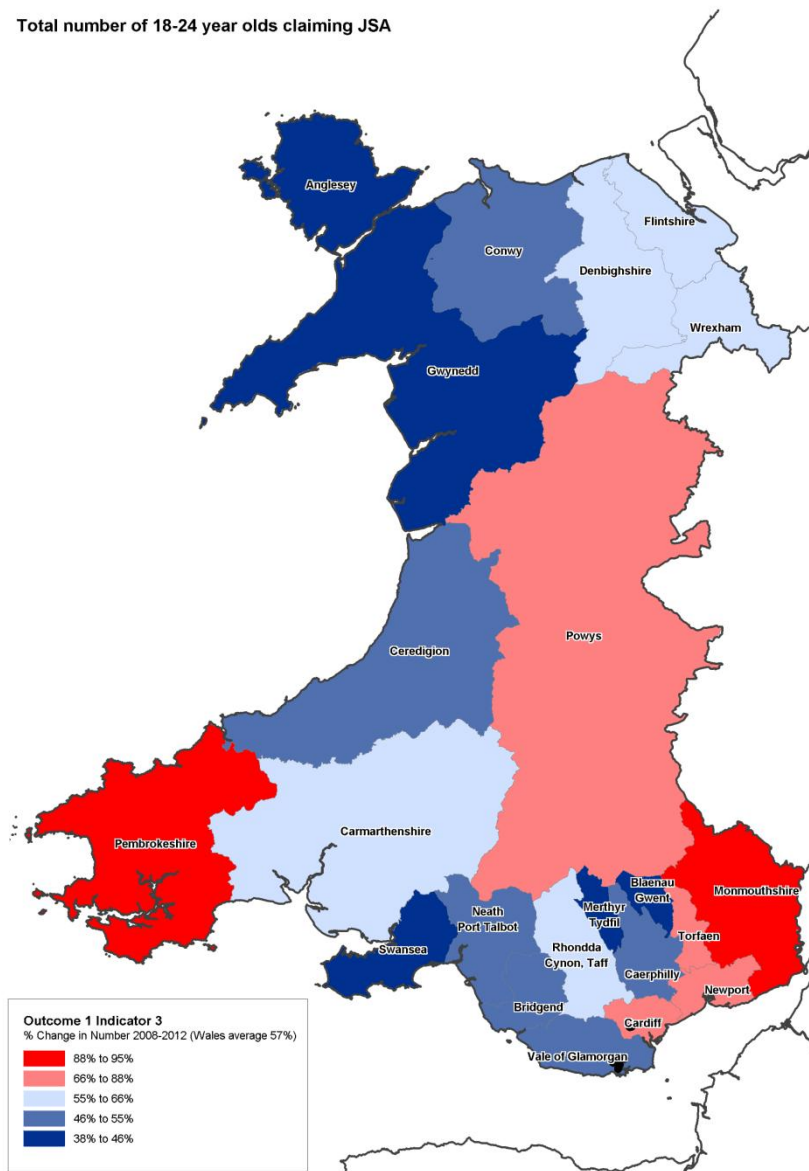 Total number of 18-24 year olds claiming JSA
Anglesey
Flintshire
Conwy
Denbighshire
Wrexham
Gwynedd
Powys
Ceredigion
Carmarthenshire
Pembrokeshire
Monmouthshire
Blaenau
Gwent
Merthyr
Tydfil
Neath
Port Talbot
Torfaen
Swansea
Rhondda
Cynon, Taff
Caerphilly
Newport
Bridgend
Cardiff
Vale of Glamorgan
Outcome 1 Indicator 3
% Change in Number 2008-2012 (Wales average 57%)
88% to 95%
66% to 88%
55% to 66%
46% to 55%
38% to 46%